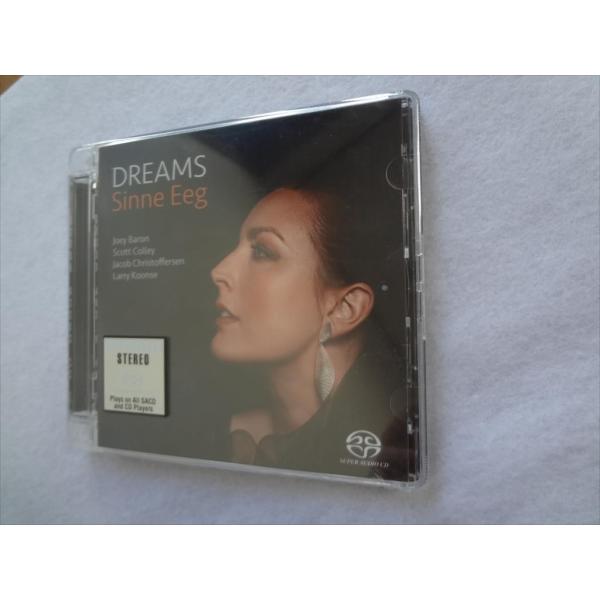 DREAMS
Sinne Eeg
Joey Baron
Scott Colley
Jacob Christoffersen
Larry Koonse
STEREO
Plays on All SACD
and CD Players
SUPER AUDIO CD